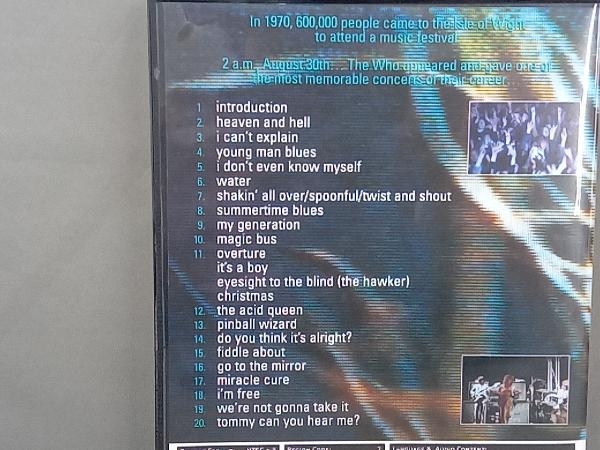 In 1970, 600,000 people came to the Isle of Wight
to attend a music festival
2 a.m., August 30th... The Who appeared and gave one of
the most memorable concerts of their career.
1. introduction
2. heaven and hell
3. i can't explain
4. young man blues
5. i don't even know myself
6. water
7. shakin' all over/spoonful/twist and shout
8. summertime blues
9. my generation
10. magic bus
11. overture
it's a boy
eyesight to the blind (the hawker)
christmas
12. the acid queen
13. pinball wizard
14. do you think it's alright?
15. fiddle about
16. go to the mirror
17. miracle cure
18. i'm free
19. we're not gonna take it
20. tommy can you hear me?